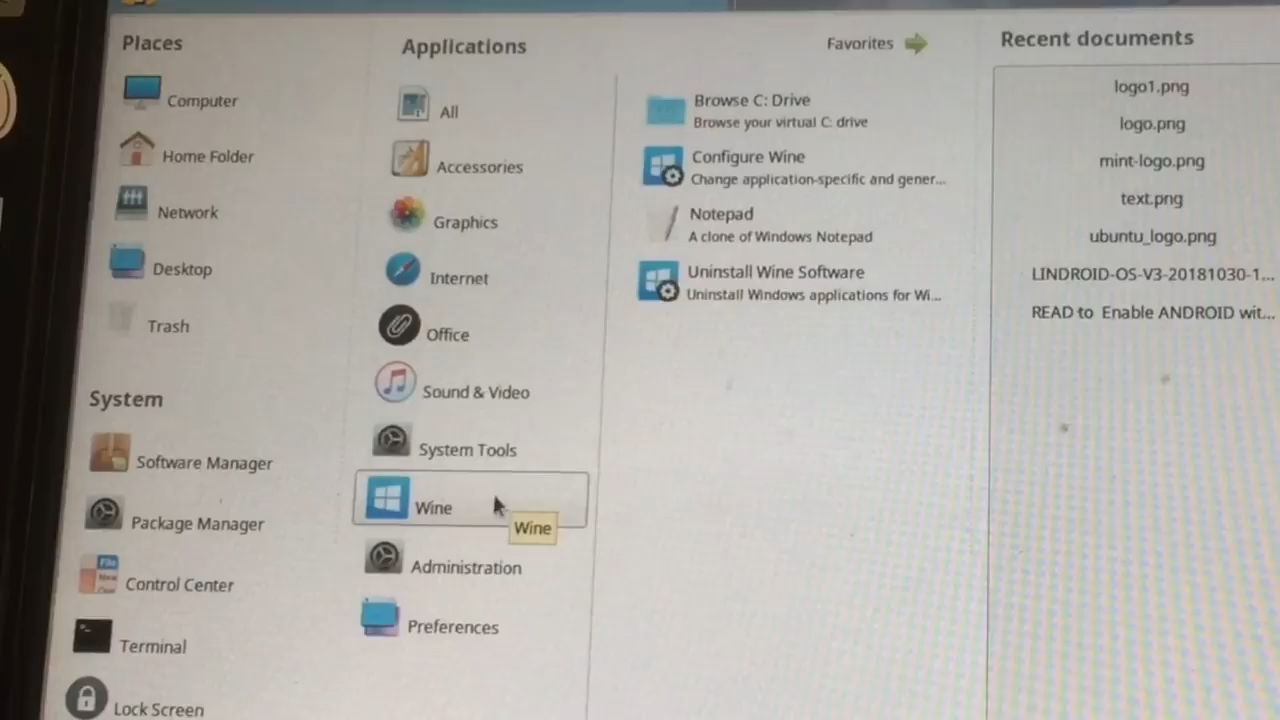 Places
Computer
Home Folder
Network
Desktop
Trash
System
Software Manager
Package Manager
Control Center
Terminal
Lock Screen
Applications
All
Accessories
Graphics
Internet
Office
Sound & Video
System Tools
Wine
Wine
Administration
Preferences
Favorites
Browse C: Drive
Browse your virtual C: drive
Configure Wine
Change application-specific and gener...
Notepad
A clone of Windows Notepad
Uninstall Wine Software
Uninstall Windows applications for Wi...
Recent documents
logo1.png
logo.png
mint-logo.png
text.png
ubuntu_logo.png
LINDROID-OS-V3-20181030-1...
READ to Enable ANDROID wit...